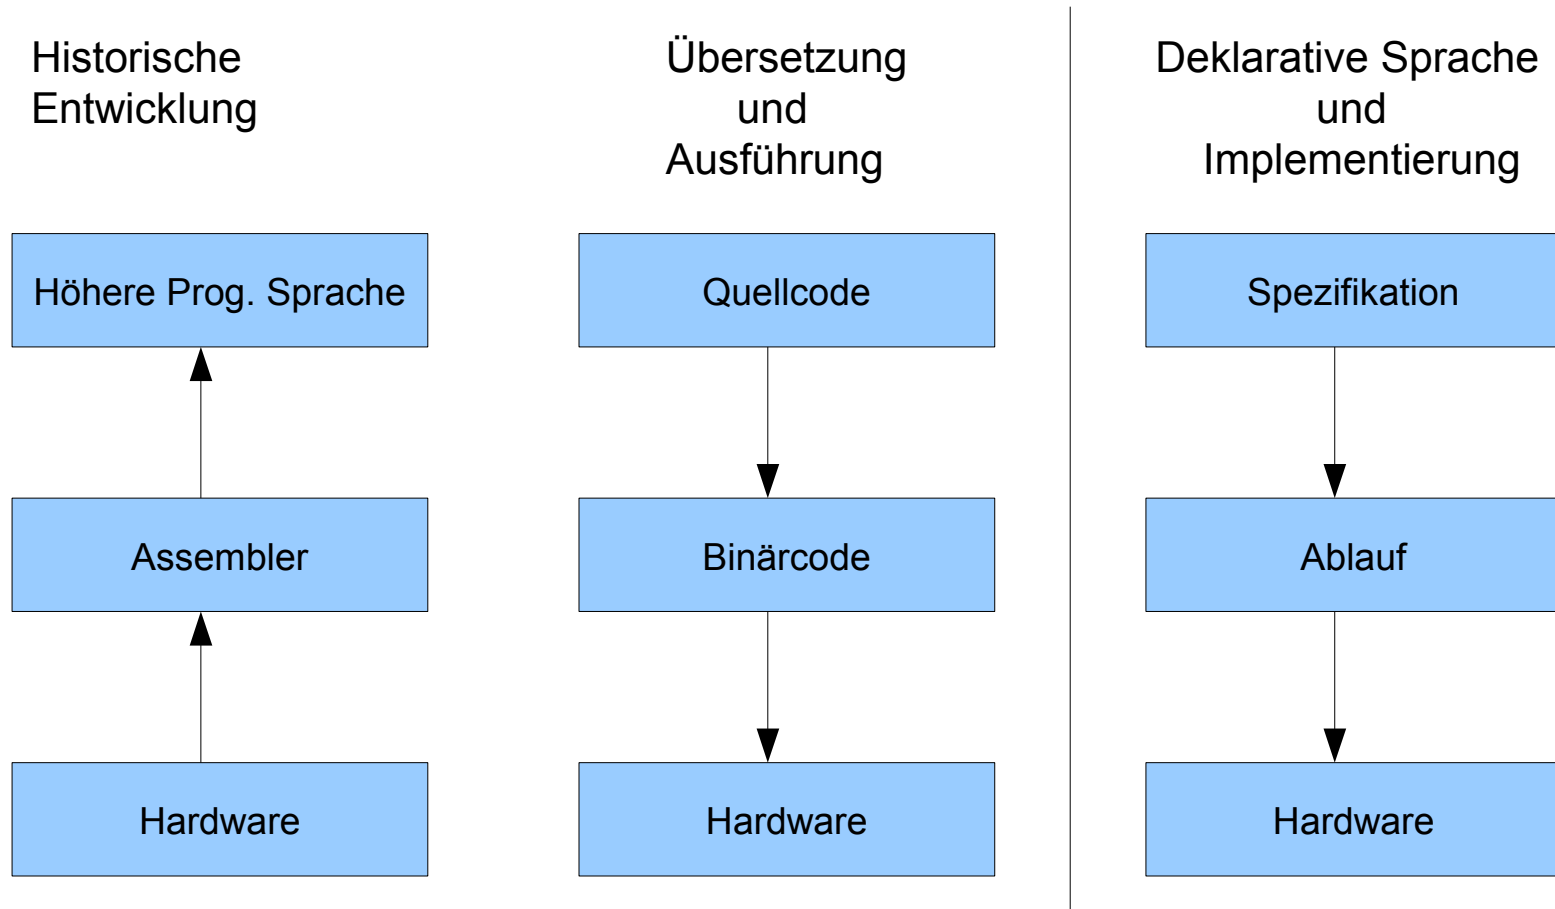 Historische
Entwicklung
Übersetzung
und
Ausführung
Deklarative Sprache
und
Implementierung
Höhere Prog. Sprache
Quellcode
Spezifikation
Assembler
Binärcode
Ablauf
Hardware
Hardware
Hardware